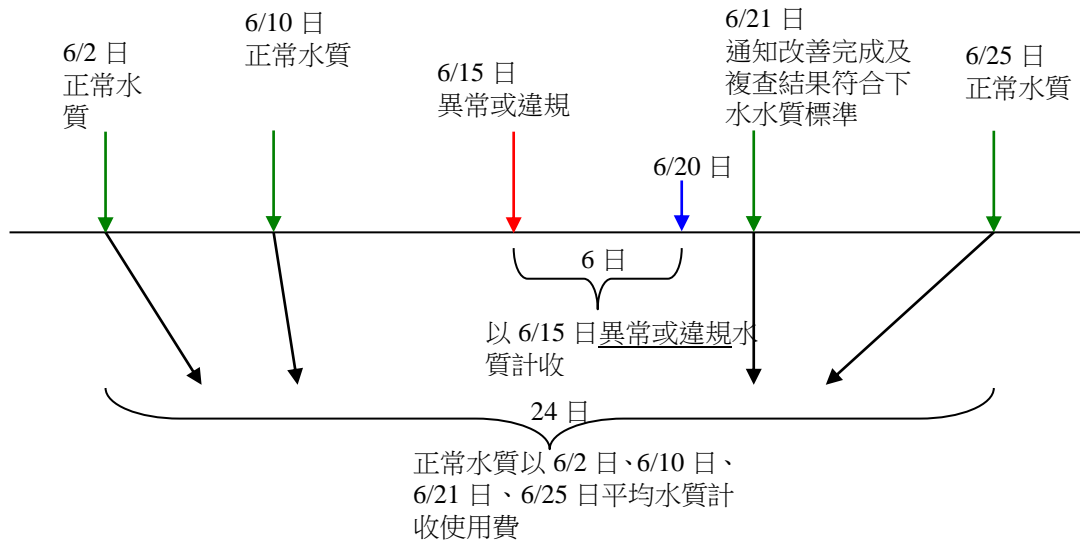 6/2 日
正常水
質
6/10 日
正常水質
6/15 日
異常或違規
6/20 日
6/21 日
通知改善完成及
複查結果符合下
水水質標準
6/25 日
正常水質
6 日
以 6/15 日異常或違規水
質計收
24 日
正常水質以 6/2 日、6/10 日、
6/21 日、6/25 日平均水質計
收使用費